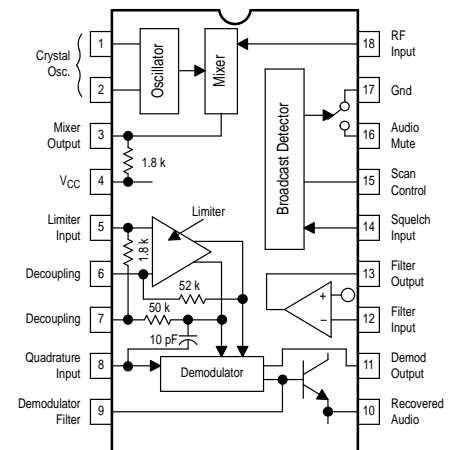 1
Crystal
Osc.
2
Mixer
Output
3
1.8 k
VCC
4
Limiter
Input
5
Decoupling
6
Decoupling
7
Quadrature
Input
8
Demodulator
Filter
9
Oscillator
Mixer
Broadcast Detector
Limiter
1.8 k
52 k
50 k
10 pF
Demodulator
+
−
18
RF
Input
17
Gnd
16
Audio
Mute
15
Scan
Control
14
Squelch
Input
13
Filter
Output
12
Filter
Input
11
Demod
Output
10
Recovered
Audio